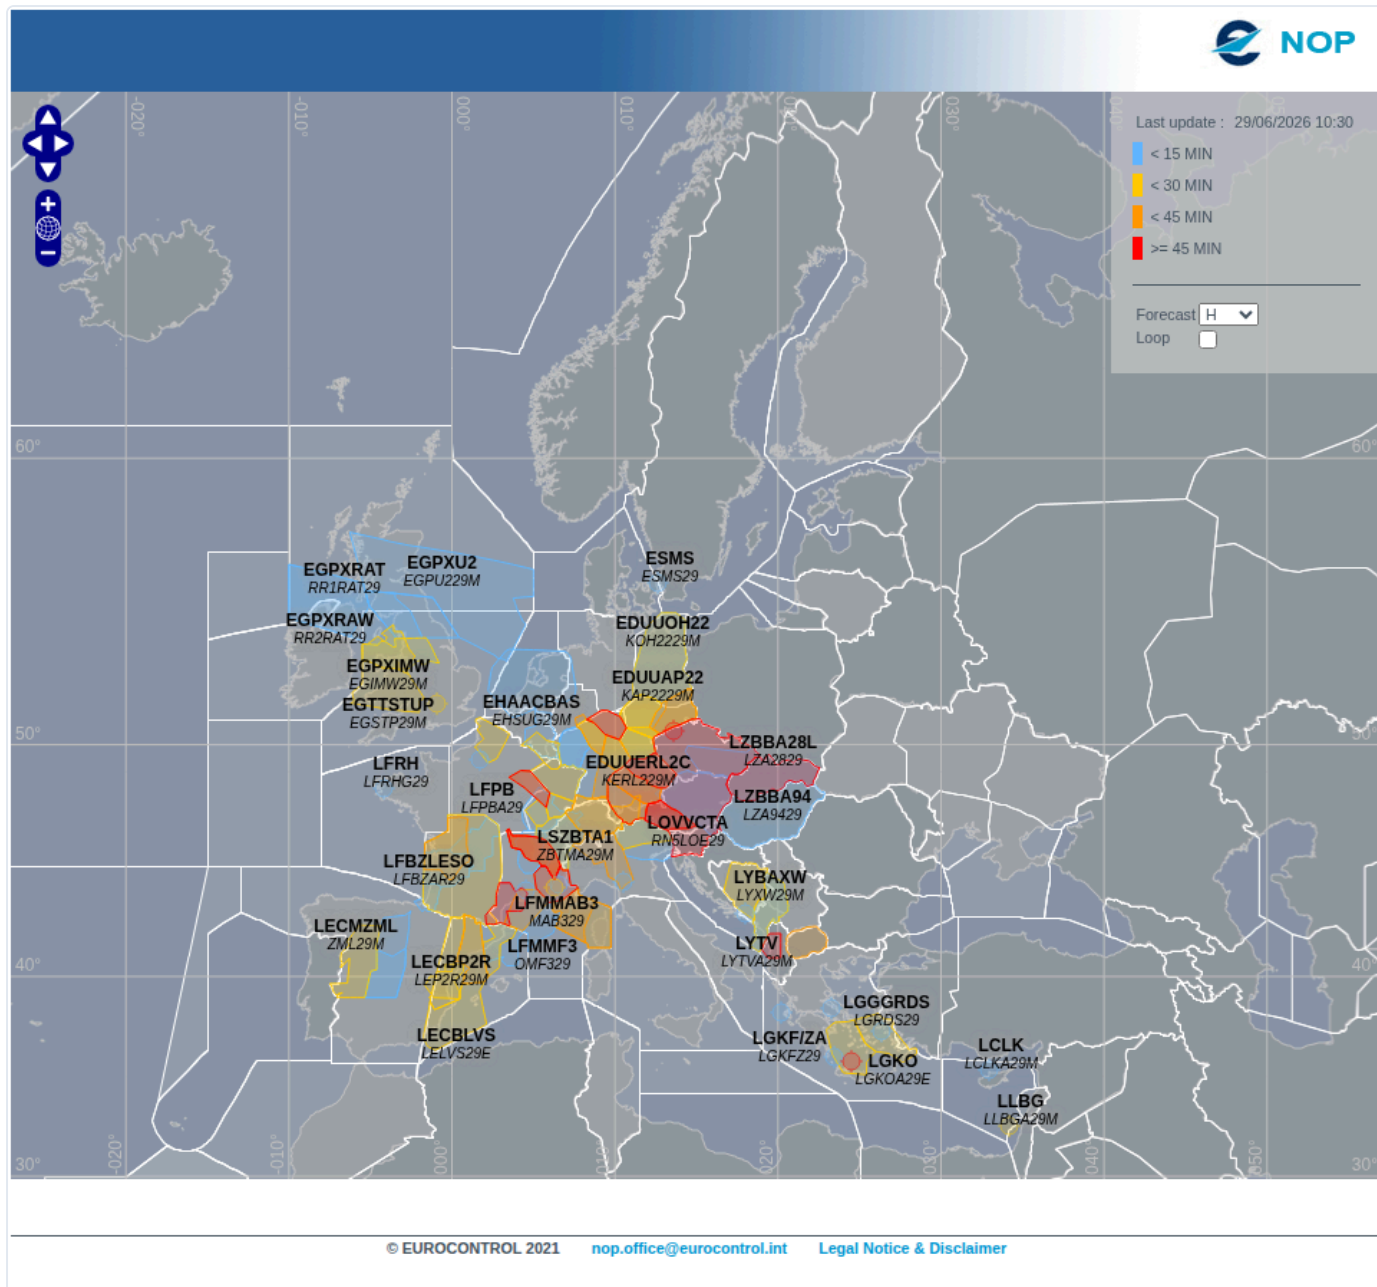 NOP
-020°
-010°
000°
010°
020°
030°
040°
050°
Last update : 29/06/2026 10:30
< 15 MIN
< 30 MIN
< 45 MIN
>= 45 MIN
Forecast H
Loop
+
−
60°
60°
ESMS
ESMS29
EGPXU2
EGPU229M
EGPXRAT
RR1RAT29
EGPXRAW
RR2RAT29
EDUUOH22
KOH2229M
EGPXIMW
EGIMW29M
EDUUAP22
KAP2229M
EGTTSTUP
EGSTP29M
EHAACBAS
EHSUG29M
50°
50°
LZBBA28L
LZA2829
LFRH
LFRHG29
EDUUERL2C
KERL229M
LFPB
LFPBA29
LZBBA94
LZA9429
LOVVCTA
RN5LOE29
LSZBTA1
ZBTMA29M
LFBZLESO
LFBZAR29
LYBAXW
LYXW29M
LFMMAB3
MAB329
LECMZML
ZML29M
LYTV
LYTVA29M
LFMMF3
OMF329
LECBP2R
LEP2R29M
40°
40
LGGGRDS
LGRDS29
LECBLVS
LELVS29E
LGKF/ZA
LGKFZ29
LCLK
LCLKA29M
LGKO
LGKOA29E
LLBG
LLBGA29M
30°
30°
-020°
-010°
000°
010
020°
030°
040°
050°
© EUROCONTROL 2021 nop.office@eurocontrol.int Legal Notice & Disclaimer